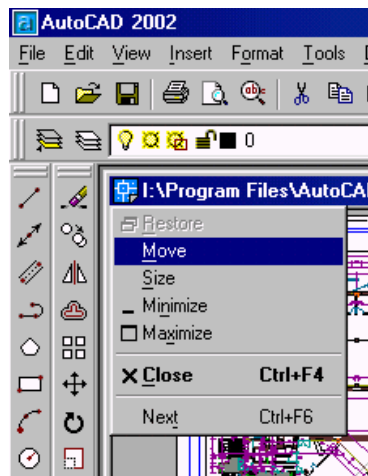 AutoCAD 2002
File Edit View Insert Format Tools
0
I:\Program Files\AutoCA
Restore
Move
Size
Minimize
Maximize
Close Ctrl+F4
Next Ctrl+F6